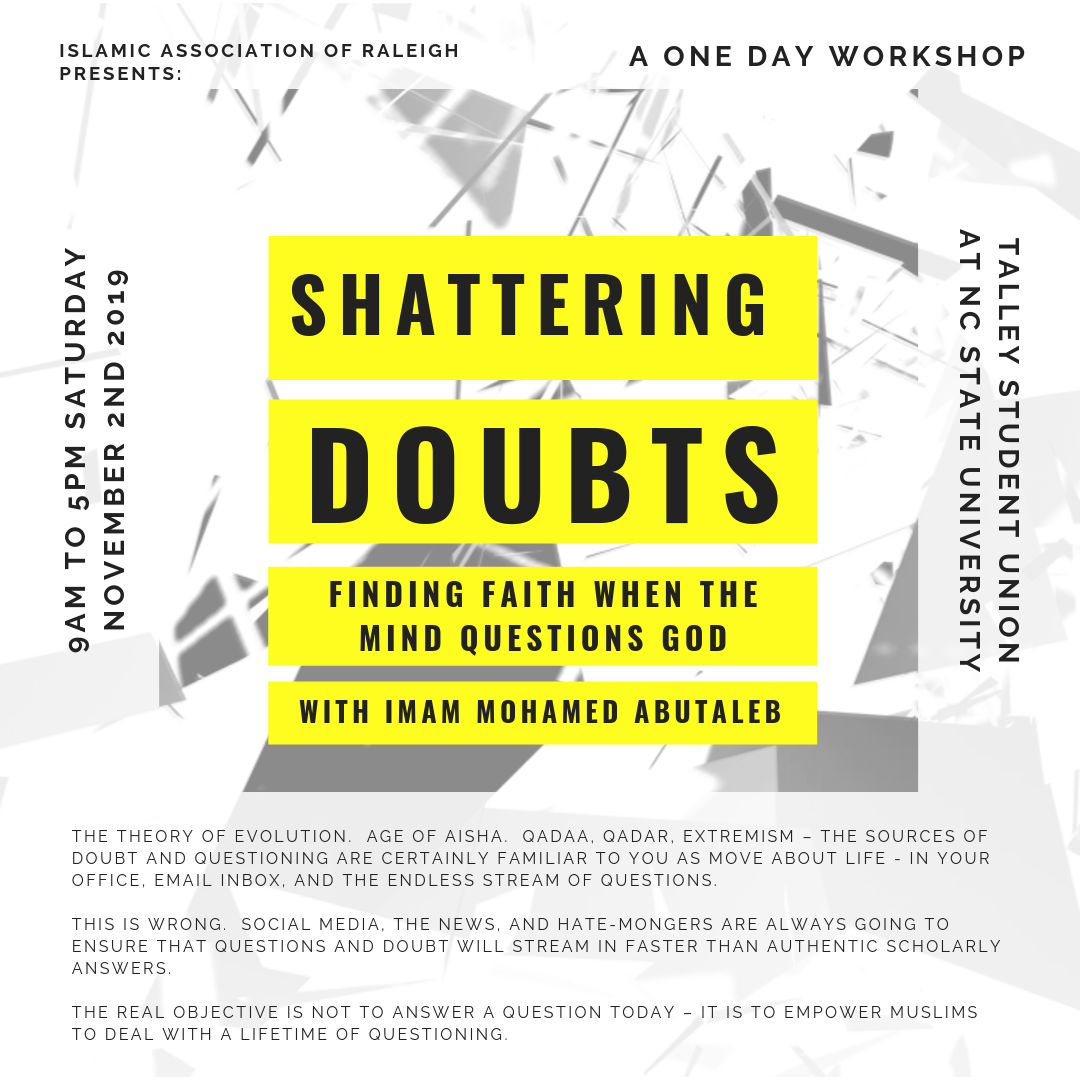 ISLAMIC ASSOCIATION OF RALEIGH
PRESENTS:
A ONE DAY WORKSHOP
9AM TO 5PM SATURDAY
NOVEMBER 2ND 2019
SHATTERING
DOUBTS
FINDING FAITH WHEN THE
MIND QUESTIONS GOD
WITH IMAM MOHAMED ABUTALEB
TALLEY STUDENT UNION
AT NC STATE UNIVERSITY
THE THEORY OF EVOLUTION.  AGE OF AISHA.  QADAA, QADAR, EXTREMISM – THE SOURCES OF
DOUBT AND QUESTIONING ARE CERTAINLY FAMILIAR TO YOU AS MOVE ABOUT LIFE - IN YOUR
OFFICE, EMAIL INBOX, AND THE ENDLESS STREAM OF QUESTIONS.
THIS IS WRONG.  SOCIAL MEDIA, THE NEWS, AND HATE-MONGERS ARE ALWAYS GOING TO
ENSURE THAT QUESTIONS AND DOUBT WILL STREAM IN FASTER THAN AUTHENTIC SCHOLARLY
ANSWERS.
THE REAL OBJECTIVE IS NOT TO ANSWER A QUESTION TODAY – IT IS TO EMPOWER MUSLIMS
TO DEAL WITH A LIFETIME OF QUESTIONING.